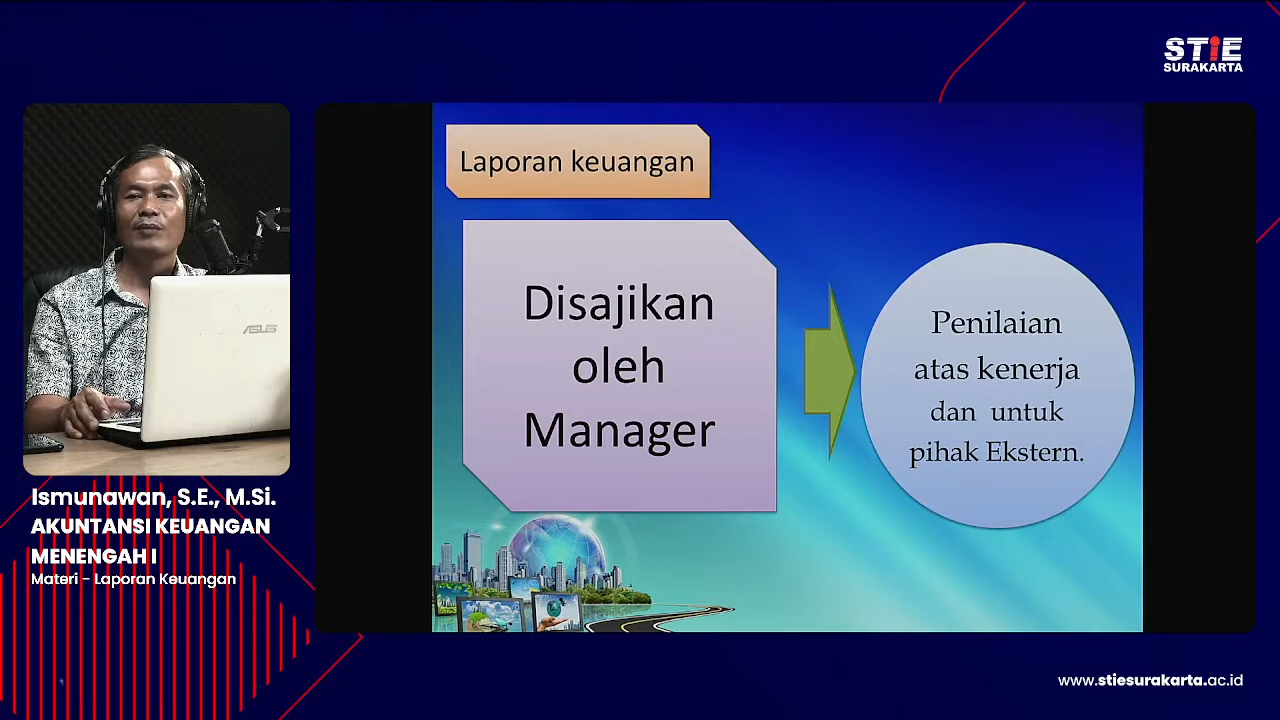 STiE
SURAKARTA
Laporan keuangan
Disajikan
oleh
Manager
Penilaian
atas kenerja
dan untuk
pihak Ekstern.
ASUS
Ismunawan, S.E., M.Si.
AKUNTANSI KEUANGAN
MENENGAH I
Materi - Laporan Keuangan
www.stiesurakarta.ac.id